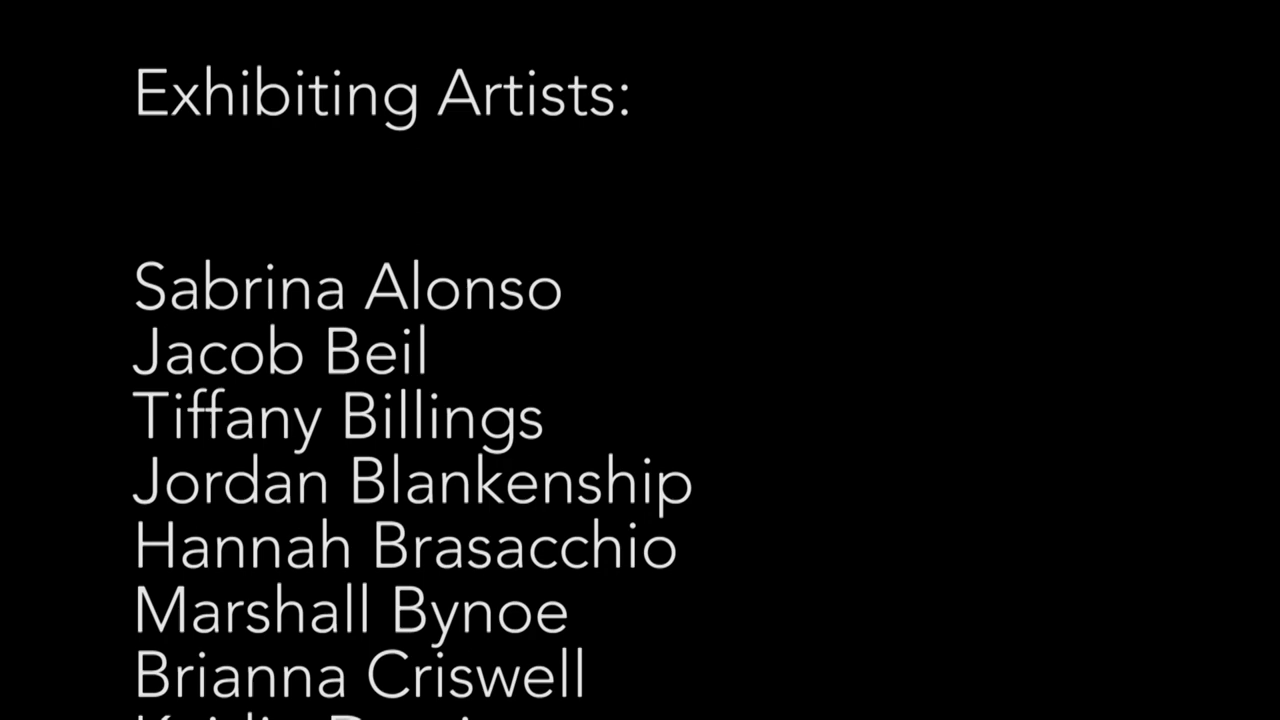 Exhibiting Artists:
Sabrina Alonso
Jacob Beil
Tiffany Billings
Jordan Blankenship
Hannah Brasacchio
Marshall Bynoe
Brianna Criswell